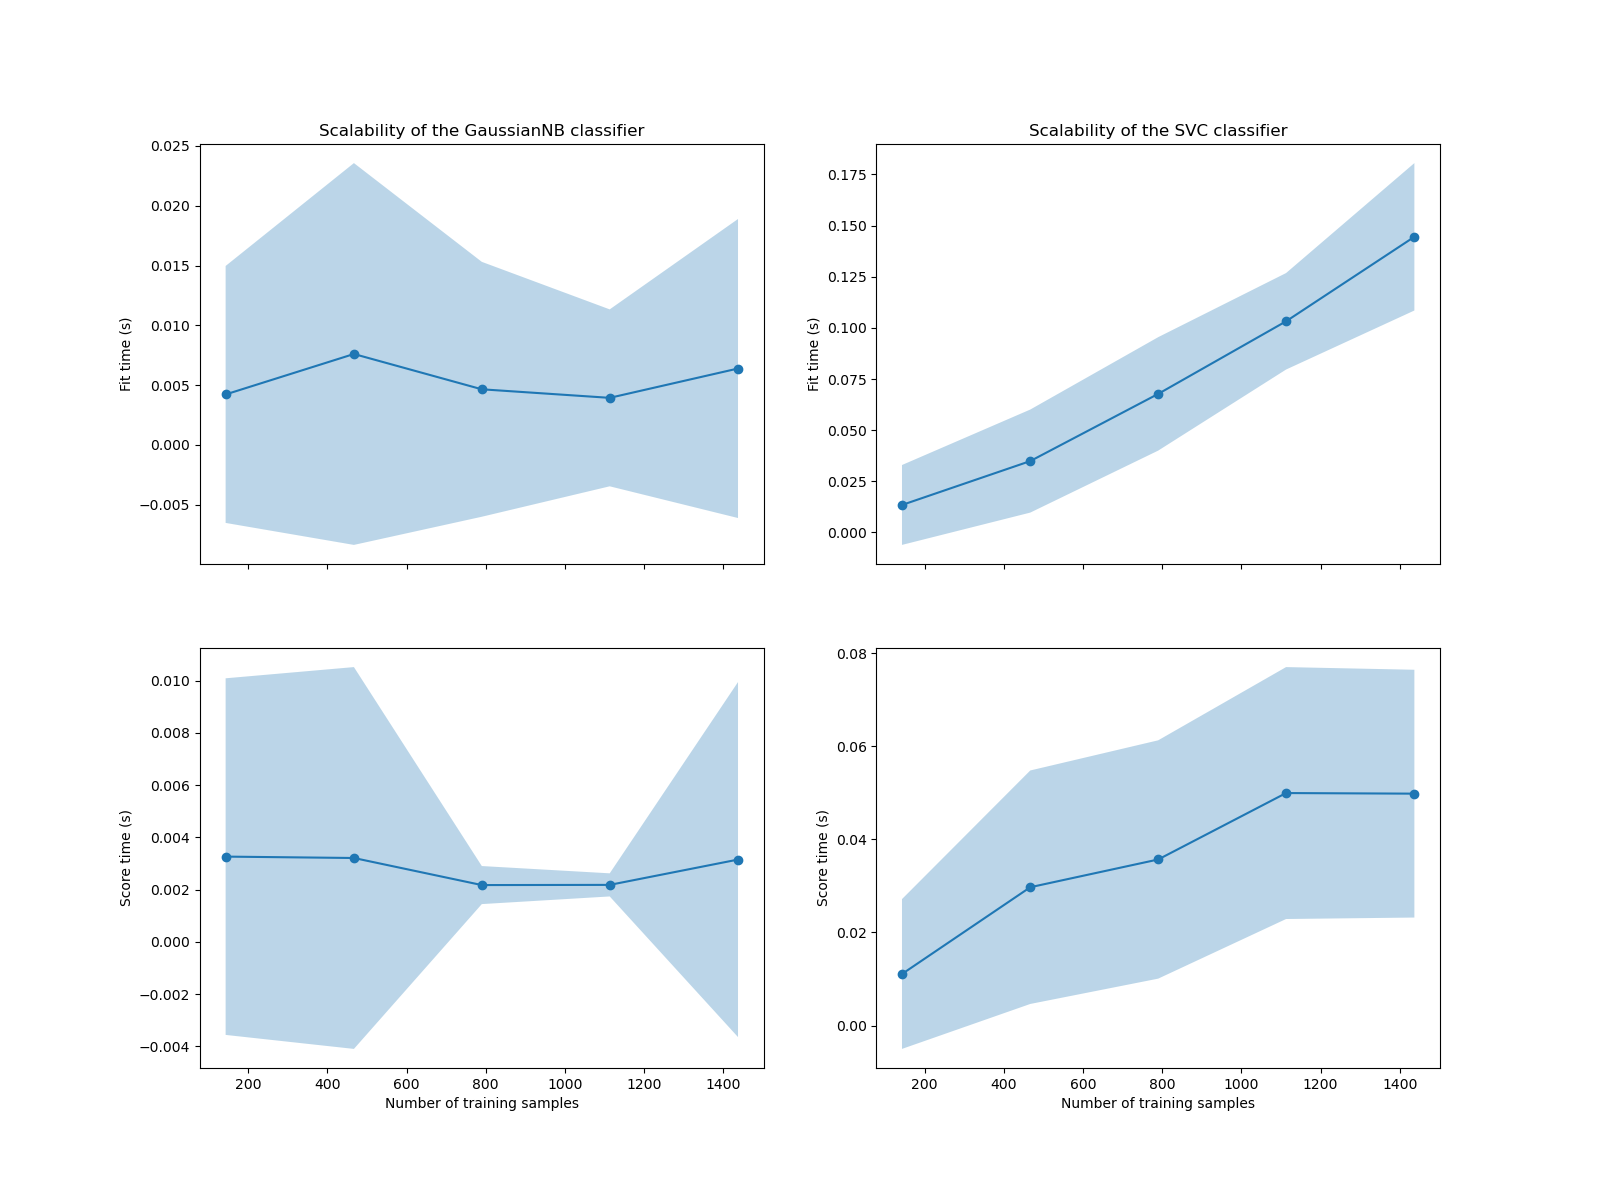 Scalability of the GaussianNB classifier
Fit time (s)
0.025
0.020
0.015
0.010
0.005
0.000
−0.005
Scalability of the SVC classifier
Fit time (s)
0.175
0.150
0.125
0.100
0.075
0.050
0.025
0.000
Score time (s)
0.010
0.008
0.006
0.004
0.002
0.000
−0.002
−0.004
200 400 600 800 1000 1200 1400
Number of training samples
Score time (s)
0.08
0.06
0.04
0.02
0.00
200 400 600 800 1000 1200 1400
Number of training samples